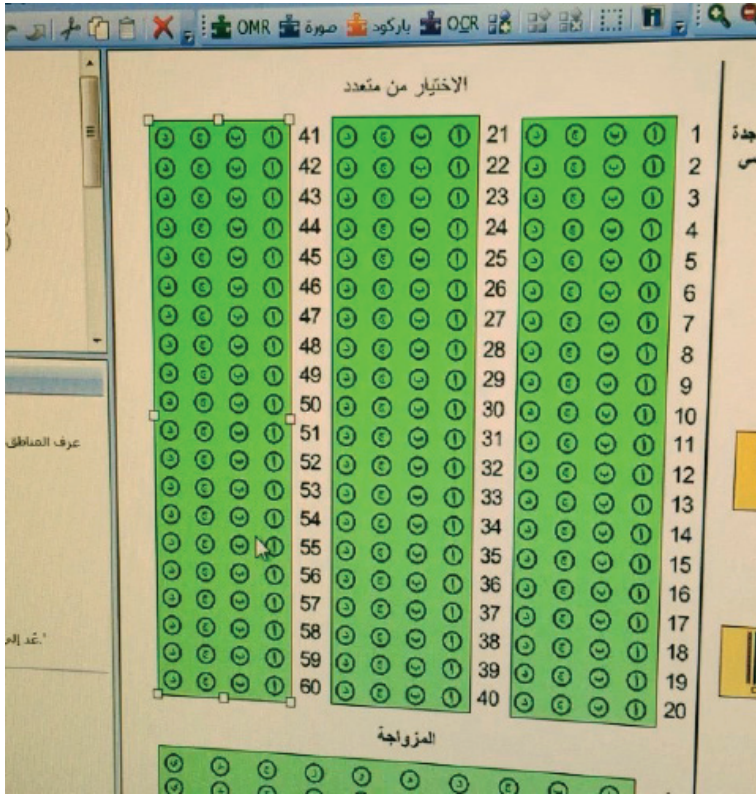 OMR صورة باركود OCR
الاختيار من متعدد
1 أ ب ج د 21 أ ب ج د 41 أ ب ج د
2 أ ب ج د 22 أ ب ج د 42 أ ب ج د
3 أ ب ج د 23 أ ب ج د 43 أ ب ج د
4 أ ب ج د 24 أ ب ج د 44 أ ب ج د
5 أ ب ج د 25 أ ب ج د 45 أ ب ج د
6 أ ب ج د 26 أ ب ج د 46 أ ب ج د
7 أ ب ج د 27 أ ب ج د 47 أ ب ج د
8 أ ب ج د 28 أ ب ج د 48 أ ب ج د
9 أ ب ج د 29 أ ب ج د 49 أ ب ج د
10 أ ب ج د 30 أ ب ج د 50 أ ب ج د
11 أ ب ج د 31 أ ب ج د 51 أ ب ج د
12 أ ب ج د 32 أ ب ج د 52 أ ب ج د
13 أ ب ج د 33 أ ب ج د 53 أ ب ج د
14 أ ب ج د 34 أ ب ج د 54 أ ب ج د
15 أ ب ج د 35 أ ب ج د 55 أ ب ج د
16 أ ب ج د 36 أ ب ج د 56 أ ب ج د
17 أ ب ج د 37 أ ب ج د 57 أ ب ج د
18 أ ب ج د 38 أ ب ج د 58 أ ب ج د
19 أ ب ج د 39 أ ب ج د 59 أ ب ج د
20 أ ب ج د 40 أ ب ج د 60 أ ب ج د
المزواجة
عرف المناطق